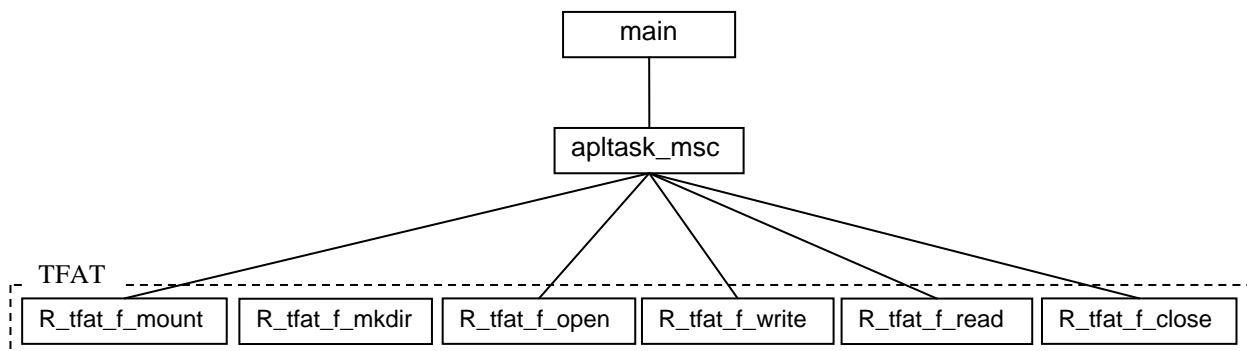 main
apltask_msc
TFAT
R_tfat_f_mount
R_tfat_f_mkdir
R_tfat_f_open
R_tfat_f_write
R_tfat_f_read
R_tfat_f_close